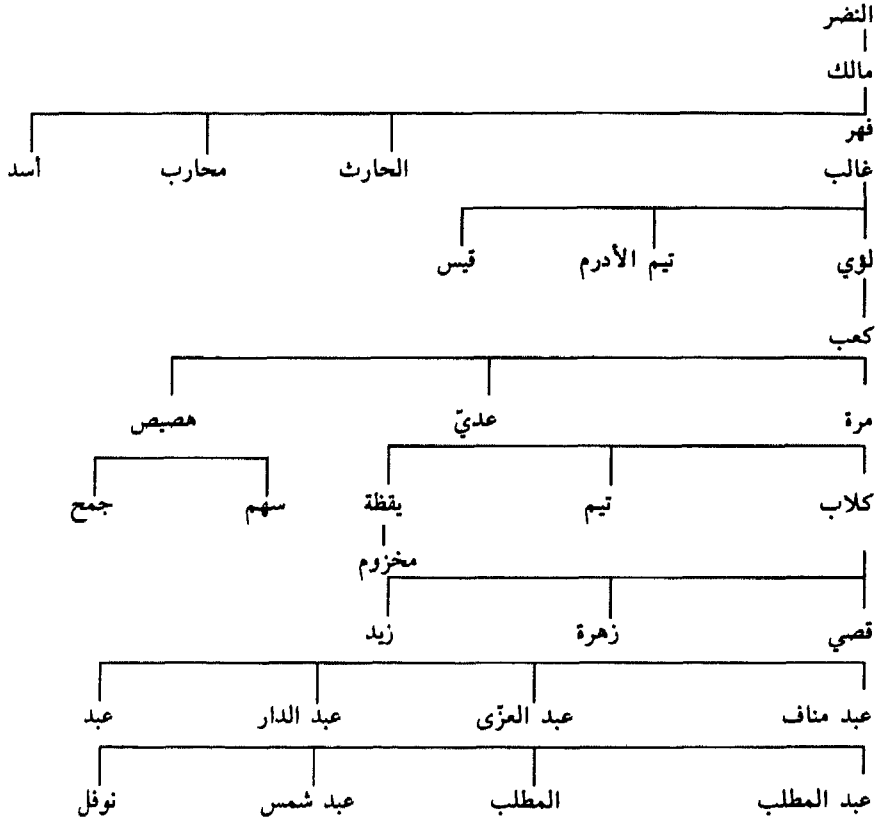 النضر
مالك
فهر
غالب الحارث محارب أسد
لؤي تيم الأدرم قيس
كعب
مرة عديّ هصيص
كلاب تيم يقظة سهم جمح
مخزوم
قصي زهرة زيد
عبد مناف عبد العزّى عبد الدار عبد
عبد المطلب المطلب عبد شمس نوفل